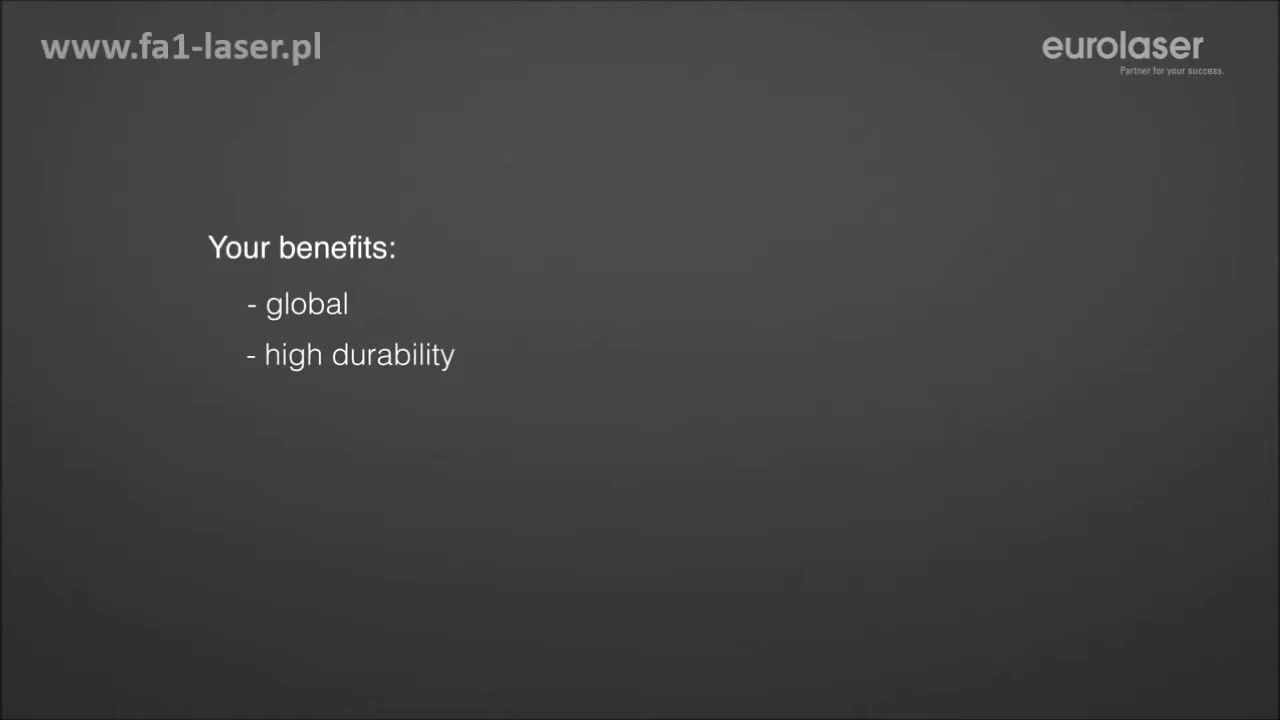 www.fa1-laser.pl
eurolaser
Partner for your success.
Your benefits:
- global
- high durability